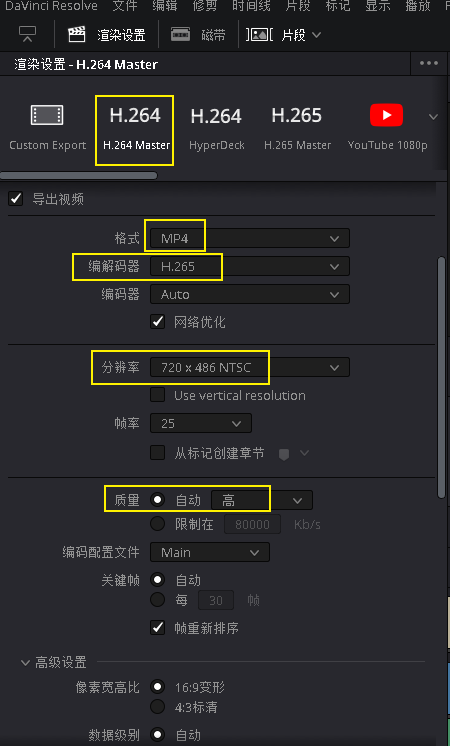 DaVinci Resolve 文件 编辑 修剪 时间线 片段 标记 显示 播放
渲染设置 磁带 片段
渲染设置 - H.264 Master
H.264 H.264 H.265
Custom Export H.264 Master HyperDeck H.265 Master YouTube 1080p
导出视频
格式 MP4
编解码器 H.265
编码器 Auto
网络优化
分辨率 720 x 486 NTSC
Use vertical resolution
帧率 25
从标记创建章节
质量 自动 高
限制在 80000 Kb/s
编码配置文件 Main
关键帧 自动
每 30 帧
帧重新排序
高级设置
像素宽高比 16:9变形
4:3标清
数据级别 自动